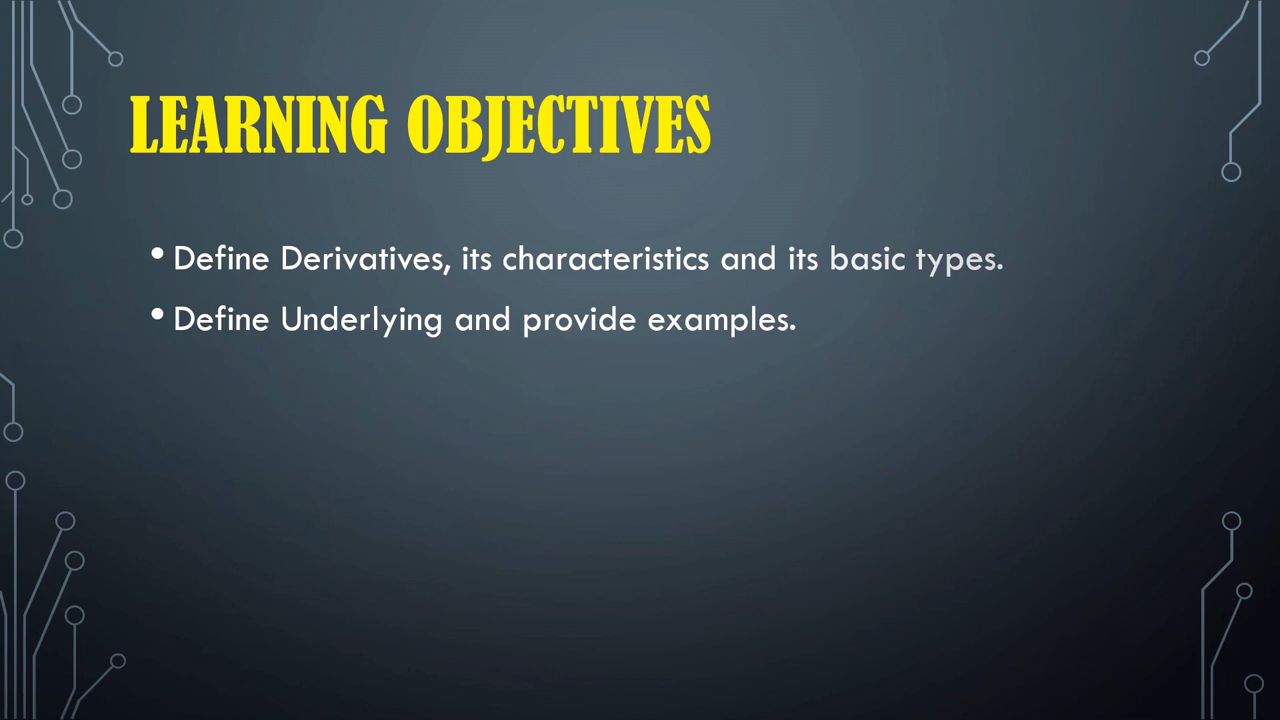 LEARNING OBJECTIVES
• Define Derivatives, its characteristics and its basic types.
• Define Underlying and provide examples.